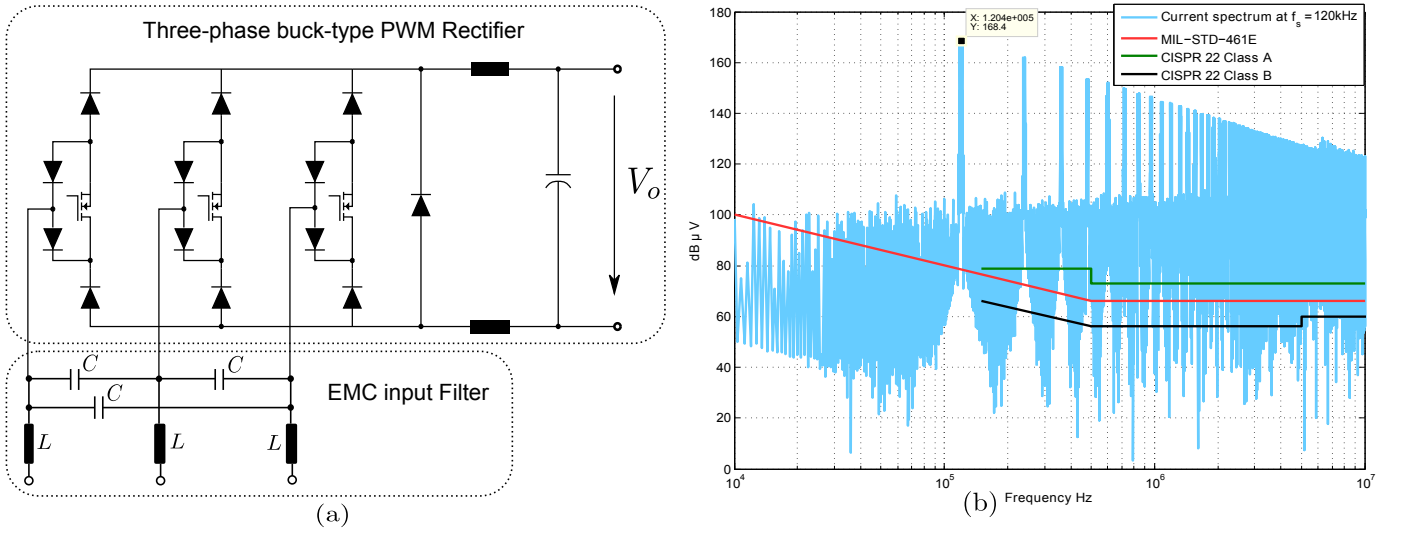 Three-phase buck-type PWM Rectifier
V_o
C
C
C
EMC input Filter
L
L
L
(a)
X: 1.204e+005
Y: 168.4
Current spectrum at f_s = 120kHz
MIL−STD−461E
CISPR 22 Class A
CISPR 22 Class B
180
160
140
120
100
80
60
40
20
0
dB µ V
10^4
10^5
10^6
10^7
Frequency Hz
(b)